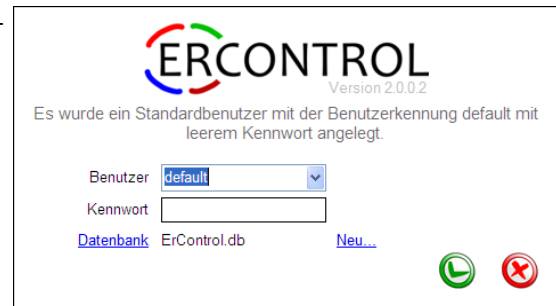 ERCONTROL
Version 2.0.0.2
Es wurde ein Standardbenutzer mit der Benutzerkennung default mit
leerem Kennwort angelegt.
Benutzer default
Kennwort
Datenbank ErControl.db Neu...